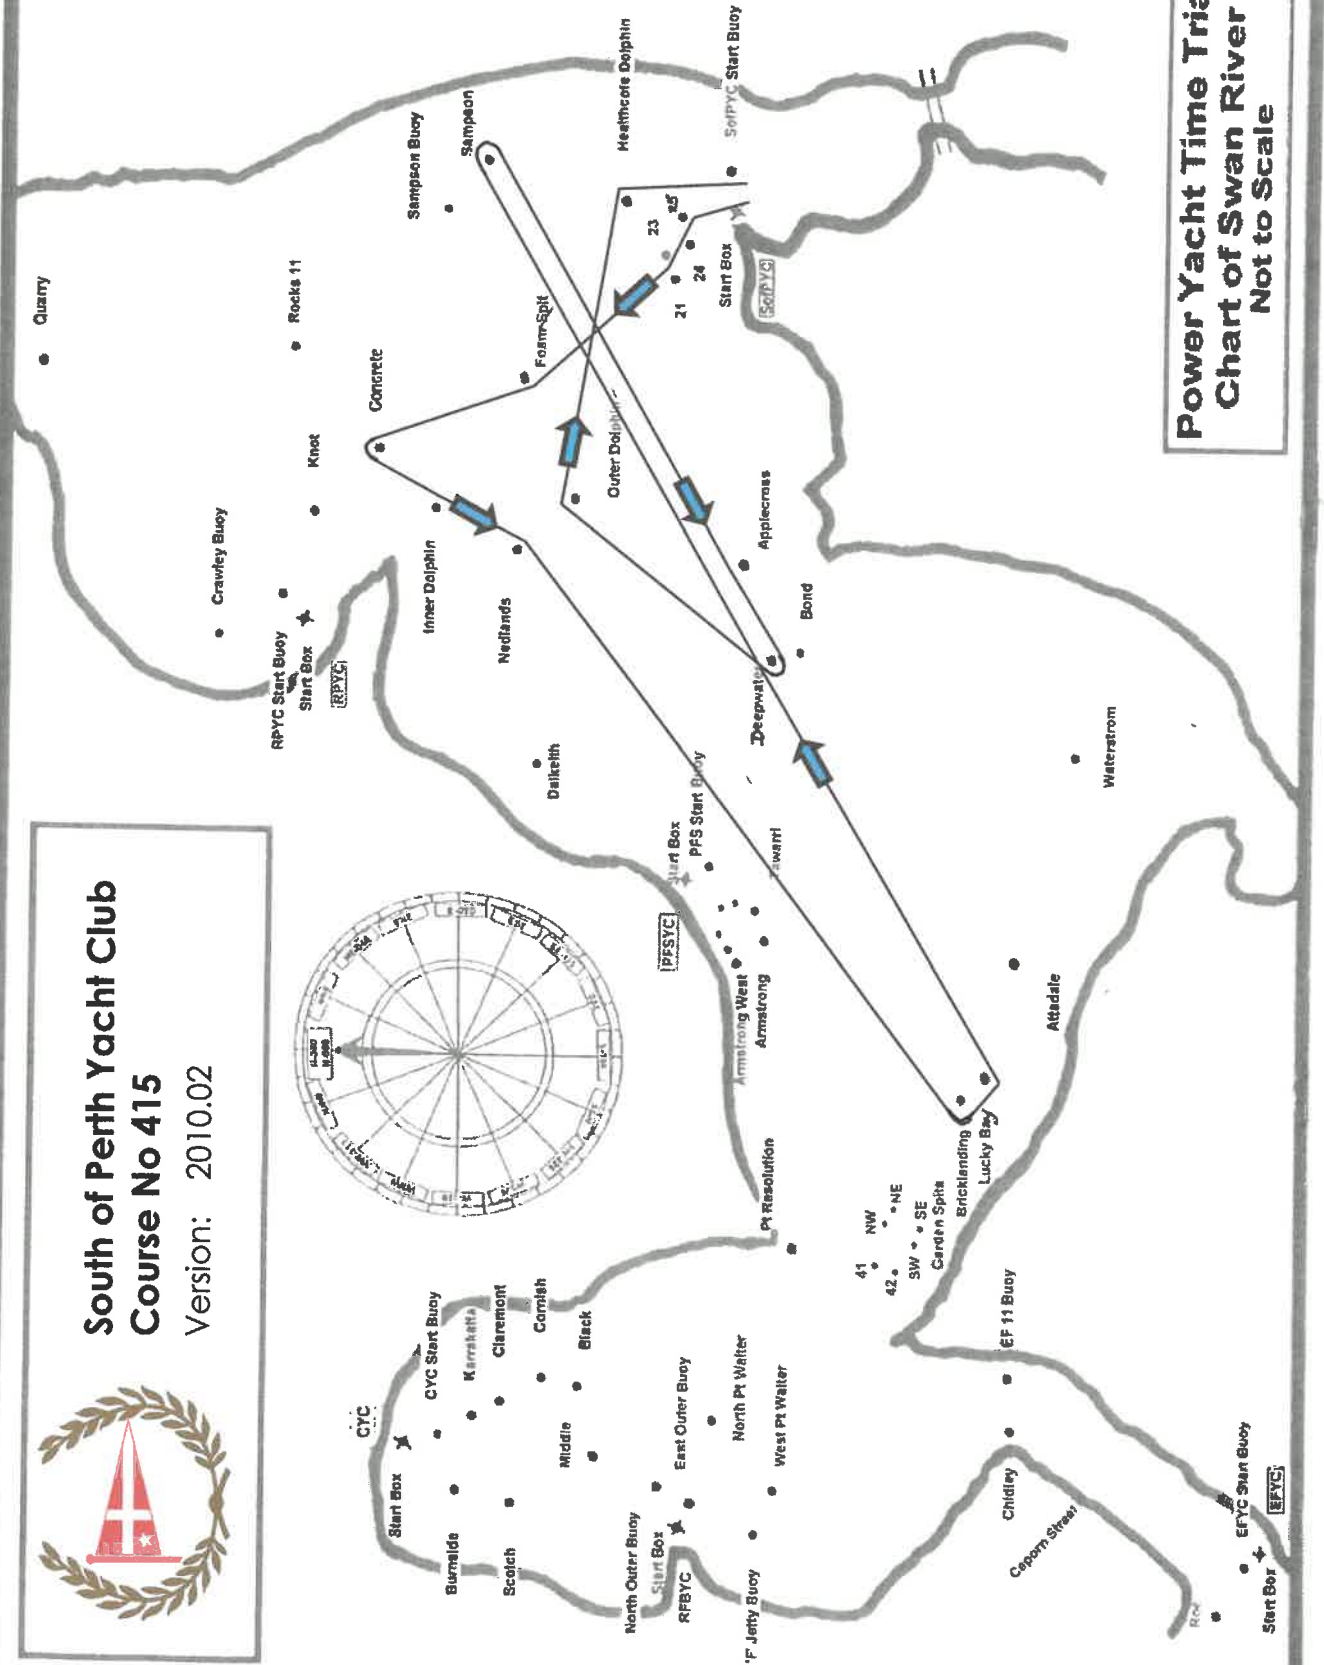 South of Perth Yacht Club
Course No 415
Version: 2010.02
Power Yacht Time Tria
Chart of Swan River
Not to Scale
Quarry
Crawley Buoy
Rocks 11
Knot
Concrete
Sampson Buoy
Sampson
Heathcote Dolphin
SofPYC Start Buoy
RPYC Start Buoy
Start Box
RPYC
Inner Dolphin
Nedlands
Foam Spit
Outer Dolphin
23
25
21
24
Start Box
SofPYC
Dalkeith
Start Box
PFS Start Buoy
PFSYC
Deepwater
Applecross
Bond
Tawarri
Waterstrom
Armstrong West
Armstrong
Attadale
Pt Resolution
Bricklanding
Lucky Bay
NW
NE
41
42
SW
SE
Garden Spits
CYC
Start Box
CYC Start Buoy
Karrakatta
Claremont
Cornish
Black
Burnside
Scotch
Middle
East Outer Buoy
North Pt Walter
West Pt Walter
North Outer Buoy
Start Box
RFBYC
'F' Jetty Buoy
EF 11 Buoy
Chidley
Caporn Street
EFYC Start Buoy
EFYC
Start Box